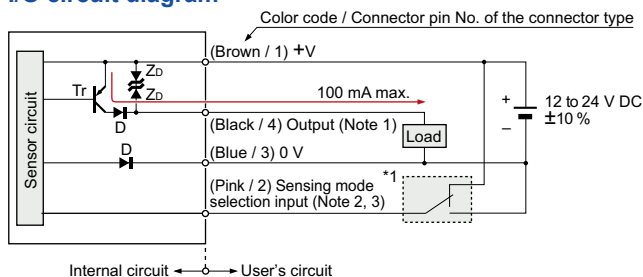 Color code / Connector pin No. of the connector type
(Brown / 1) +V
ZD
Tr
ZD
100 mA max.
+
12 to 24 V DC
±10 %
–
D
(Black / 4) Output (Note 1)
Load
Sensor circuit
D
(Blue / 3) 0 V
*1
(Pink / 2) Sensing mode
selection input (Note 2, 3)
Internal circuit
User's circuit